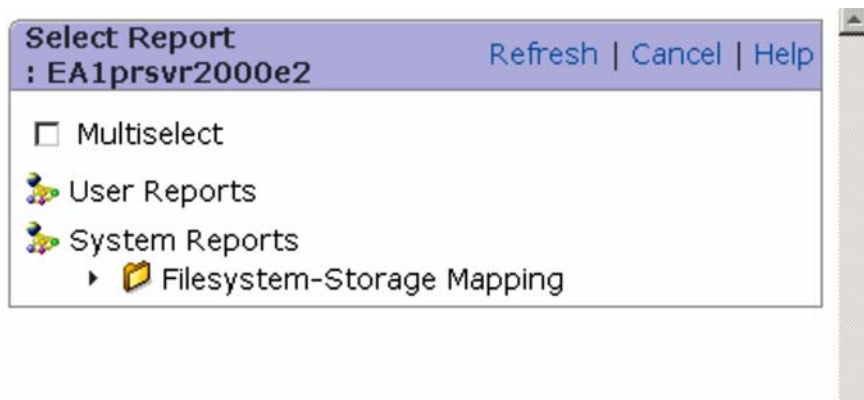 Select Report
: EA1prsvr2000e2
Refresh | Cancel | Help
Multiselect
User Reports
System Reports
Filesystem-Storage Mapping